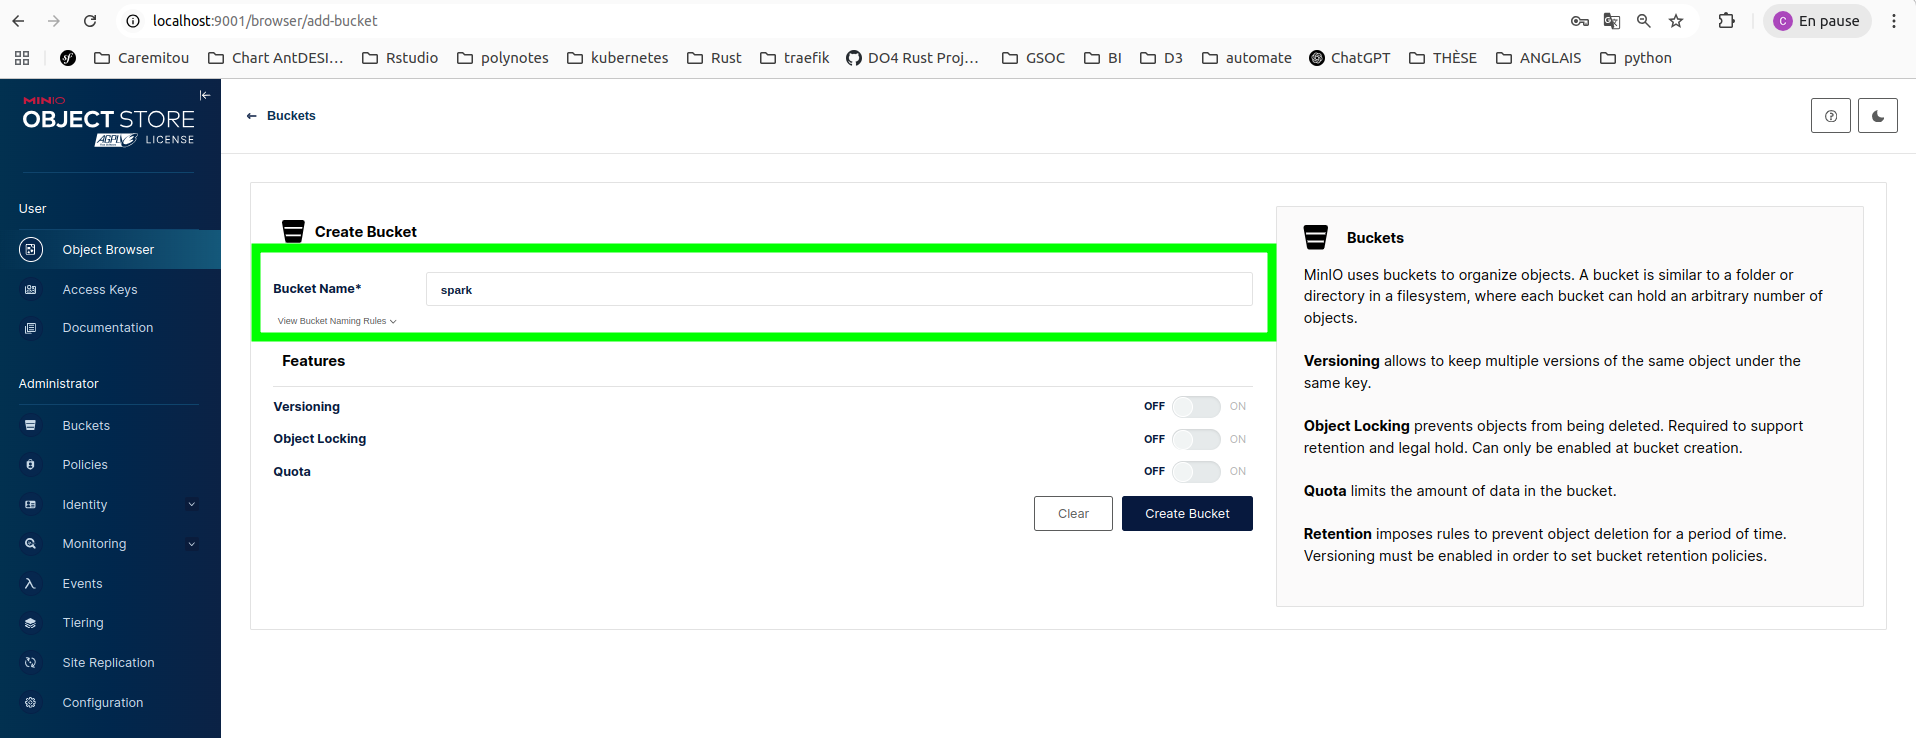 localhost:9001/browser/add-bucket
En pause
Caremitou
Chart AntDESI...
Rstudio
polynotes
kubernetes
Rust
traefik
DO4 Rust Proj...
GSOC
BI
D3
automate
ChatGPT
THÈSE
ANGLAIS
python
MINIO
OBJECT STORE
AGPL LICENSE
User
Object Browser
Access Keys
Documentation
Administrator
Buckets
Policies
Identity
Monitoring
Events
Tiering
Site Replication
Configuration
Buckets
Create Bucket
Bucket Name*
spark
View Bucket Naming Rules
Features
Versioning
OFF ON
Object Locking
OFF ON
Quota
OFF ON
Clear
Create Bucket
Buckets
MinIO uses buckets to organize objects. A bucket is similar to a folder or
directory in a filesystem, where each bucket can hold an arbitrary number of
objects.
Versioning allows to keep multiple versions of the same object under the
same key.
Object Locking prevents objects from being deleted. Required to support
retention and legal hold. Can only be enabled at bucket creation.
Quota limits the amount of data in the bucket.
Retention imposes rules to prevent object deletion for a period of time.
Versioning must be enabled in order to set bucket retention policies.